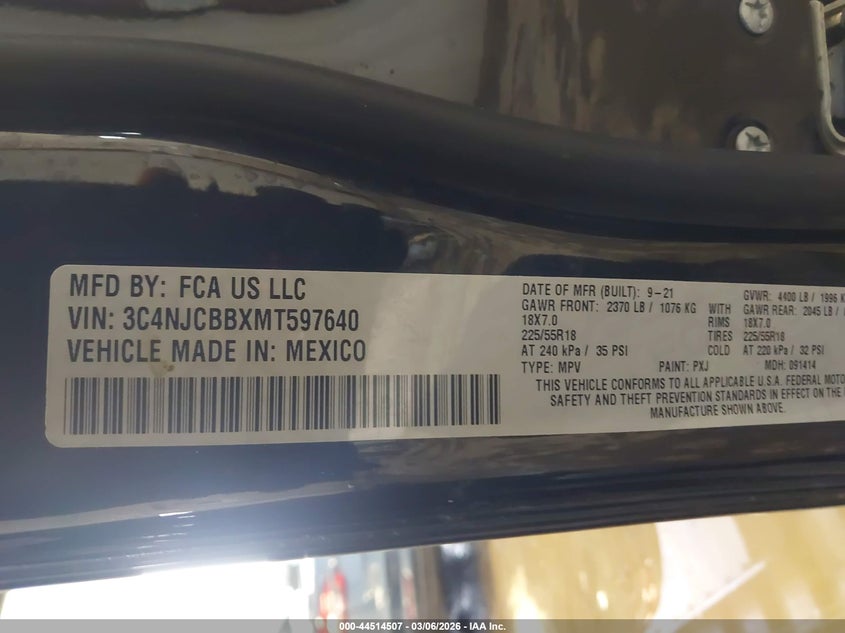 MFD BY: FCA US LLC
VIN: 3C4NJCBBXMT597640
VEHICLE MADE IN: MEXICO
DATE OF MFR (BUILT): 9-21
GVWR: 4400 LB / 1996
GAWR FRONT: 2370 LB / 1076 KG WITH GAWR REAR: 2045 LB /
18X7.0 RIMS 18X7.0
225/55R18 TIRES 225/55R18
AT 240 kPa / 35 PSI COLD AT 220 kPa / 32 PSI
TYPE: MPV PAINT: PXJ MDH: 091414
THIS VEHICLE CONFORMS TO ALL APPLICABLE U.S.A. FEDERAL
SAFETY AND THEFT PREVENTION STANDARDS IN EFFECT ON THE
MANUFACTURE SHOWN ABOVE.
000-44514507 - 03/06/2026 - IAA Inc.